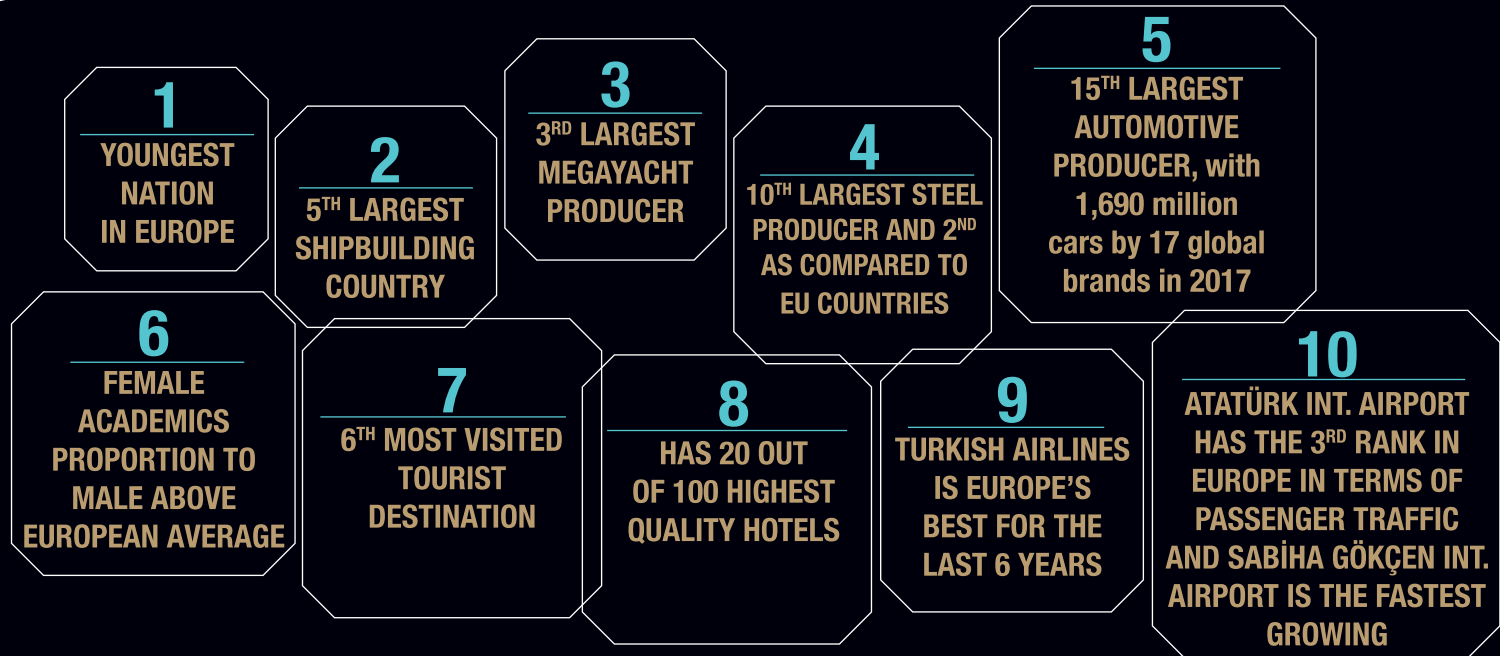 1
YOUNGEST
NATION
IN EUROPE
2
5TH LARGEST
SHIPBUILDING
COUNTRY
3
3RD LARGEST
MEGAYACHT
PRODUCER
4
10TH LARGEST STEEL
PRODUCER AND 2ND
AS COMPARED TO
EU COUNTRIES
5
15TH LARGEST
AUTOMOTIVE
PRODUCER, with
1,690 million
cars by 17 global
brands in 2017
6
FEMALE
ACADEMICS
PROPORTION TO
MALE ABOVE
EUROPEAN AVERAGE
7
6TH MOST VISITED
TOURIST
DESTINATION
8
HAS 20 OUT
OF 100 HIGHEST
QUALITY HOTELS
9
TURKISH AIRLINES
IS EUROPE'S
BEST FOR THE
LAST 6 YEARS
10
ATATÜRK INT. AIRPORT
HAS THE 3RD RANK IN
EUROPE IN TERMS OF
PASSENGER TRAFFIC
AND SABİHA GÖKÇEN INT.
AIRPORT IS THE FASTEST
GROWING